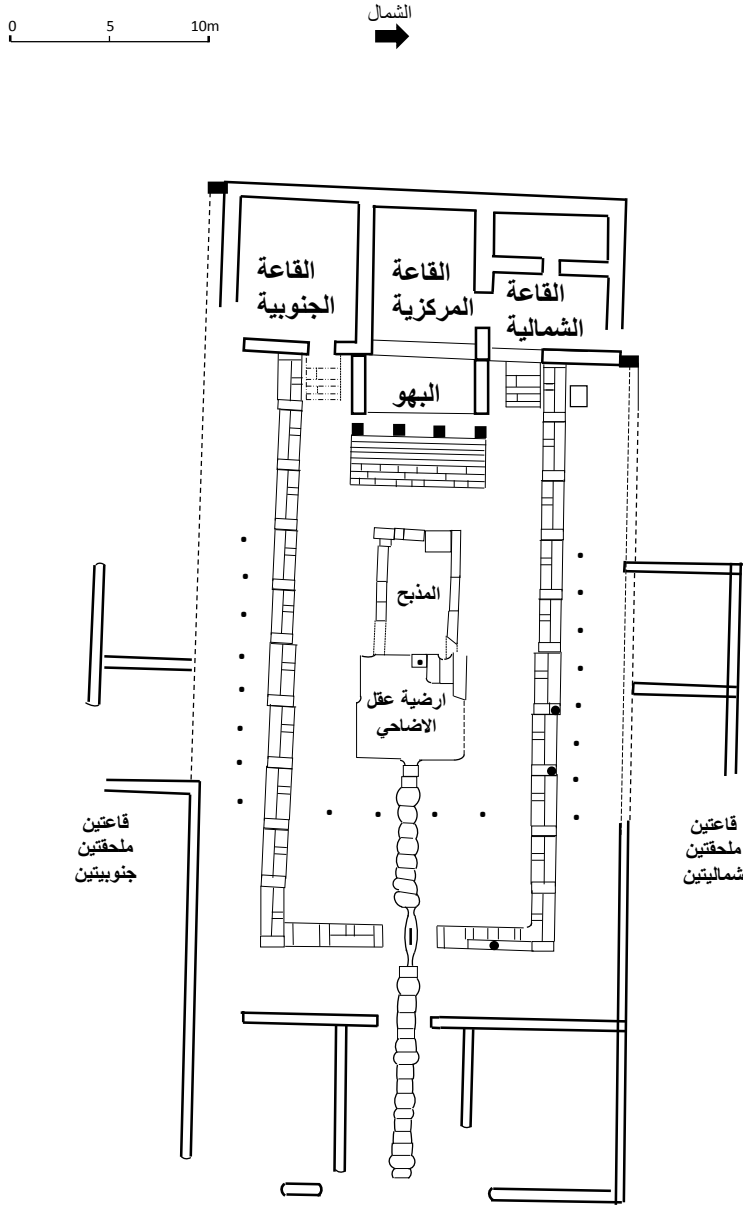 الشمال
0 5 10m
القاعة
الجنوبية
القاعة
المركزية
القاعة
الشمالية
البهو
المذبح
ارضية عقل
الاضاحي
قاعتين
ملحقتين
جنوبيتين
قاعتين
ملحقتين
شماليتين